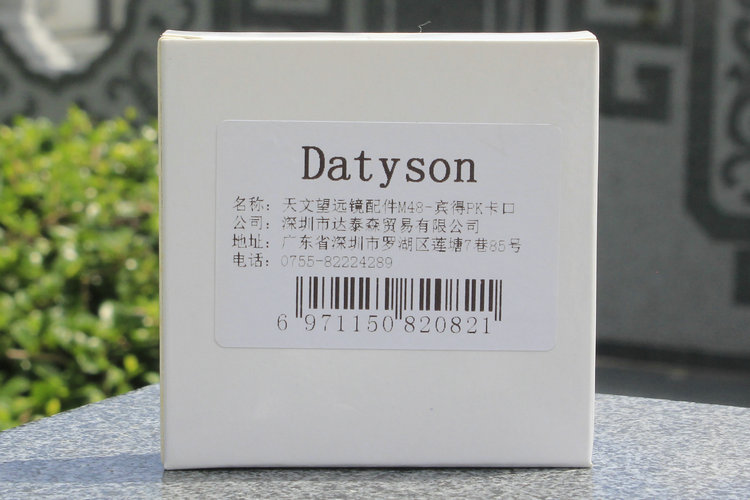 Datyson
名称：天文望远镜配件M48-宾得PK卡口
公司：深圳市达泰森贸易有限公司
地址：广东省深圳市罗湖区莲塘7巷85号
电话：0755-82224289
6 971150 820821